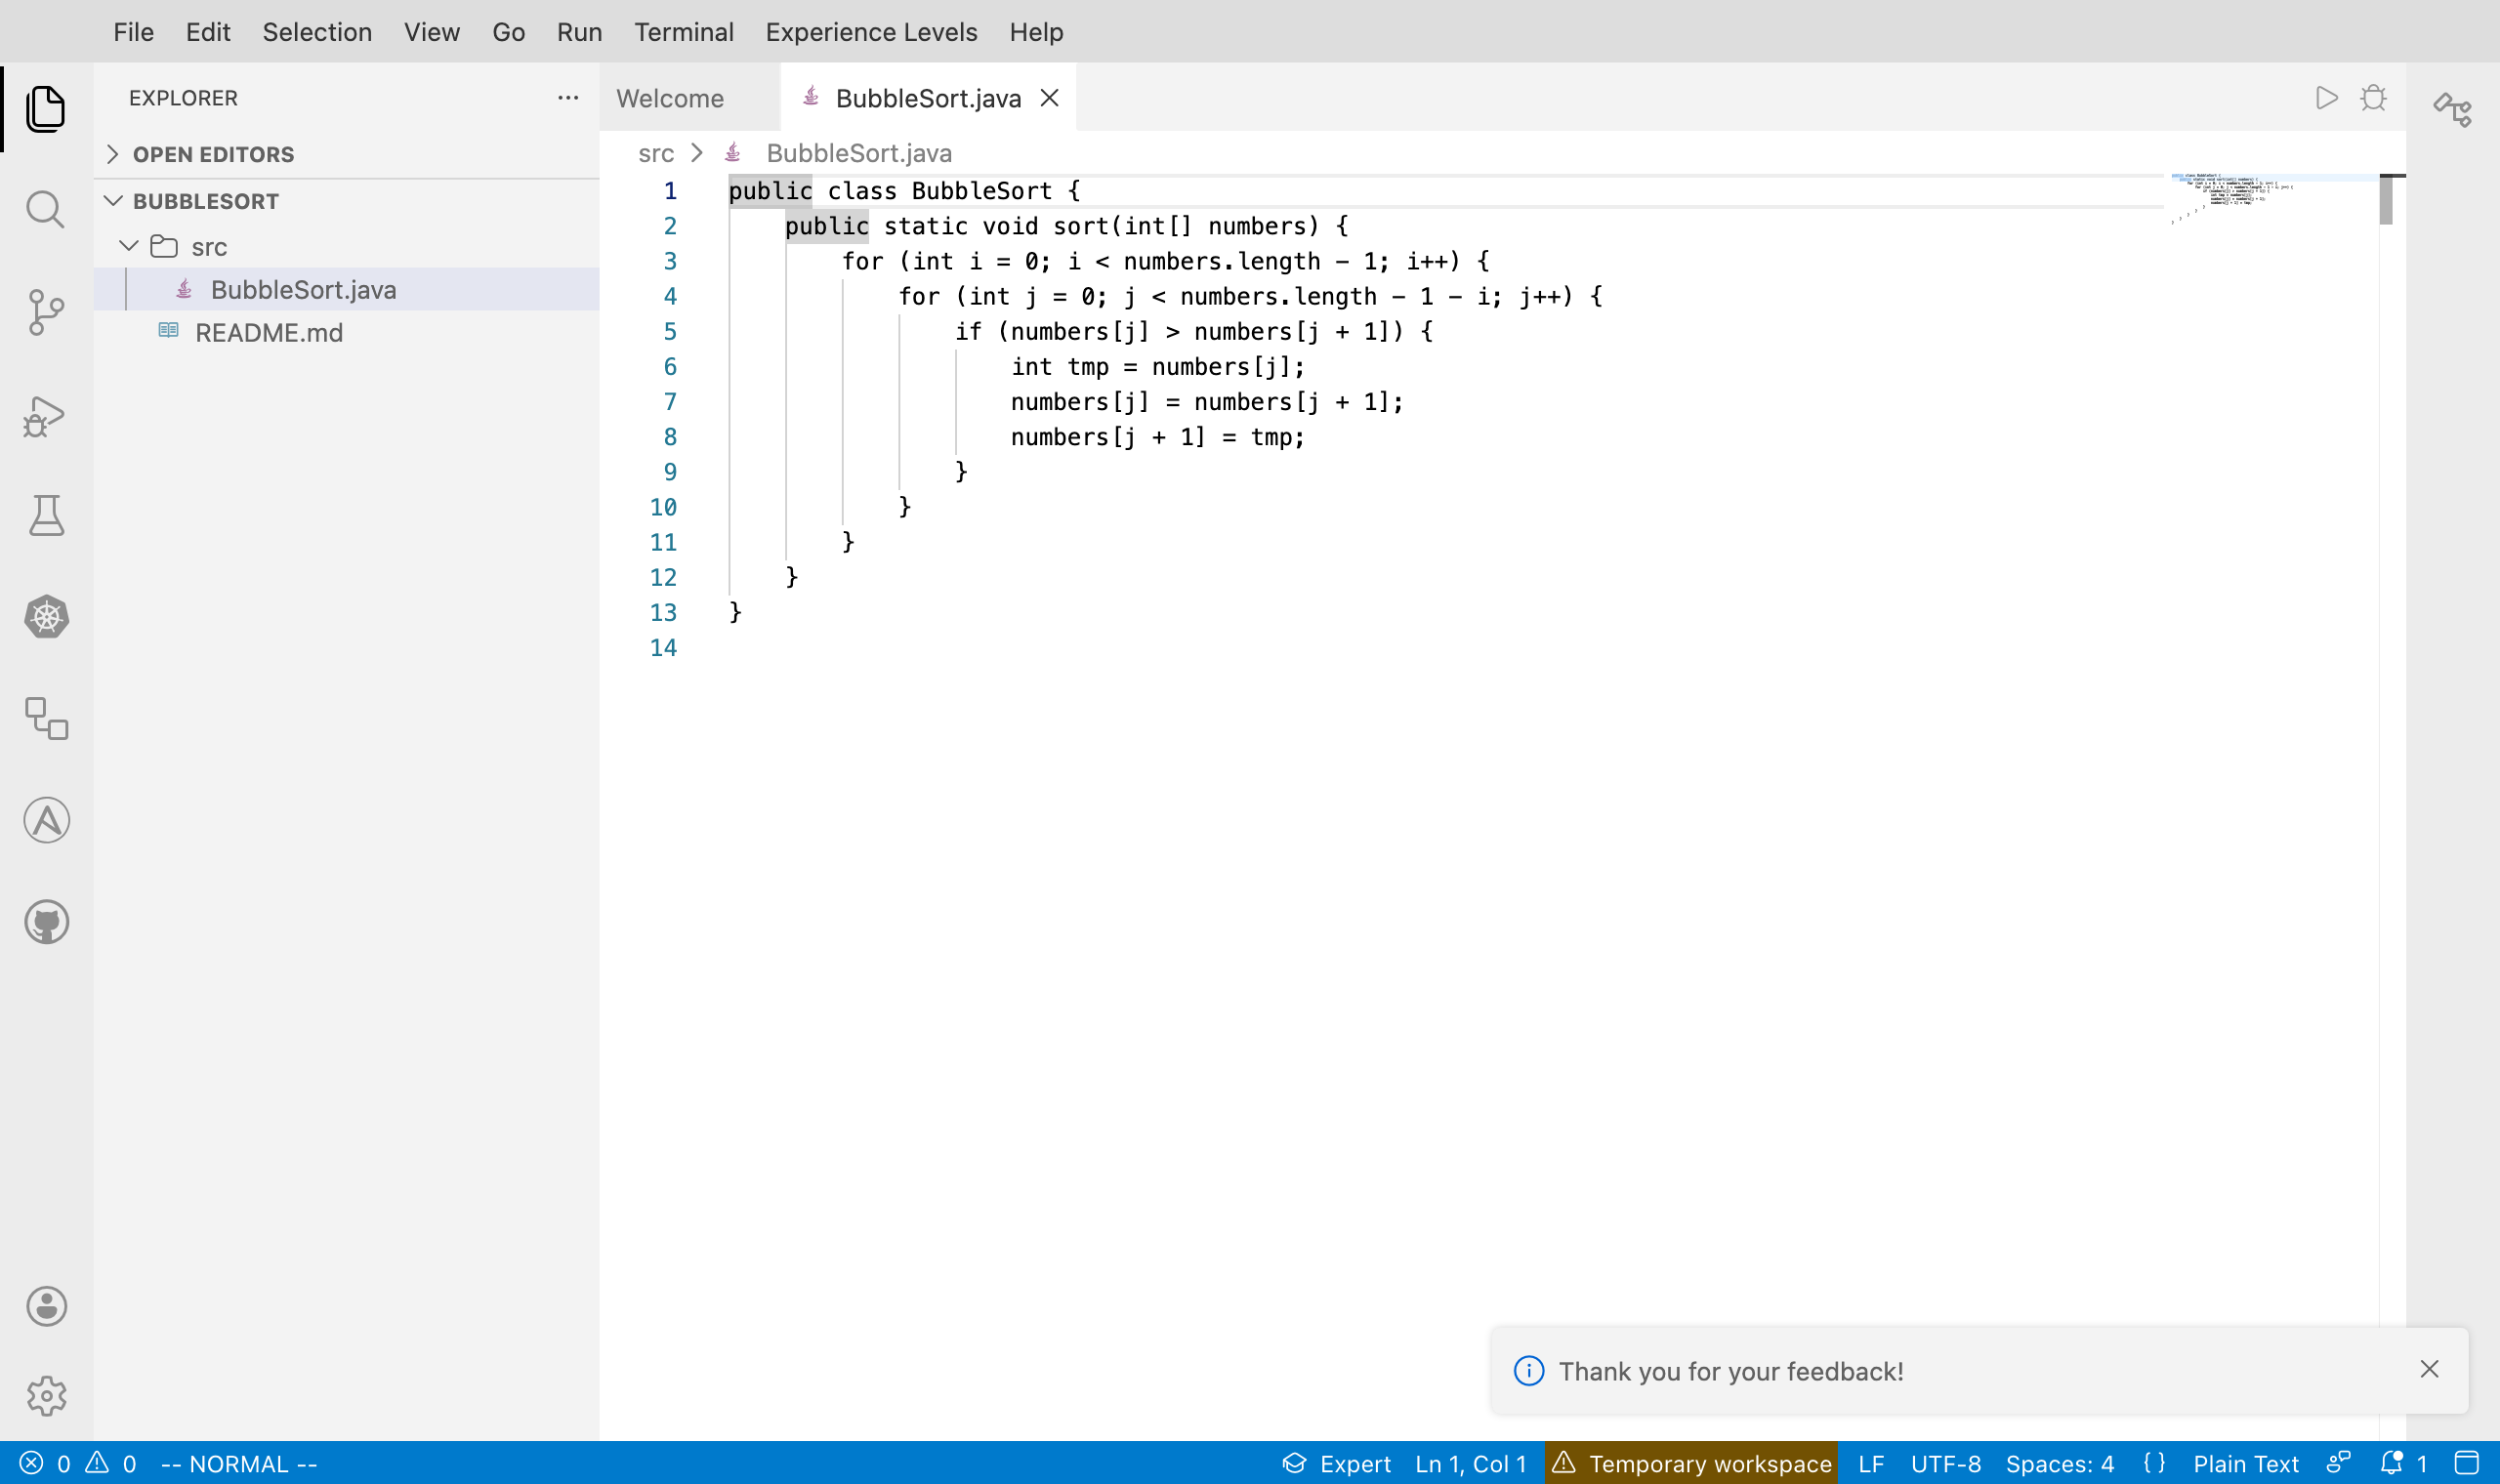 File Edit Selection View Go Run Terminal Experience Levels Help
EXPLORER
OPEN EDITORS
BUBBLESORT
src
BubbleSort.java
README.md
Welcome
BubbleSort.java
src > BubbleSort.java
1 public class BubbleSort {
2 public static void sort(int[] numbers) {
3 for (int i = 0; i < numbers.length - 1; i++) {
4 for (int j = 0; j < numbers.length - 1 - i; j++) {
5 if (numbers[j] > numbers[j + 1]) {
6 int tmp = numbers[j];
7 numbers[j] = numbers[j + 1];
8 numbers[j + 1] = tmp;
9 }
10 }
11 }
12 }
13 }
14
Thank you for your feedback!
0 0 -- NORMAL -- Expert Ln 1, Col 1 Temporary workspace LF UTF-8 Spaces: 4 {} Plain Text 1